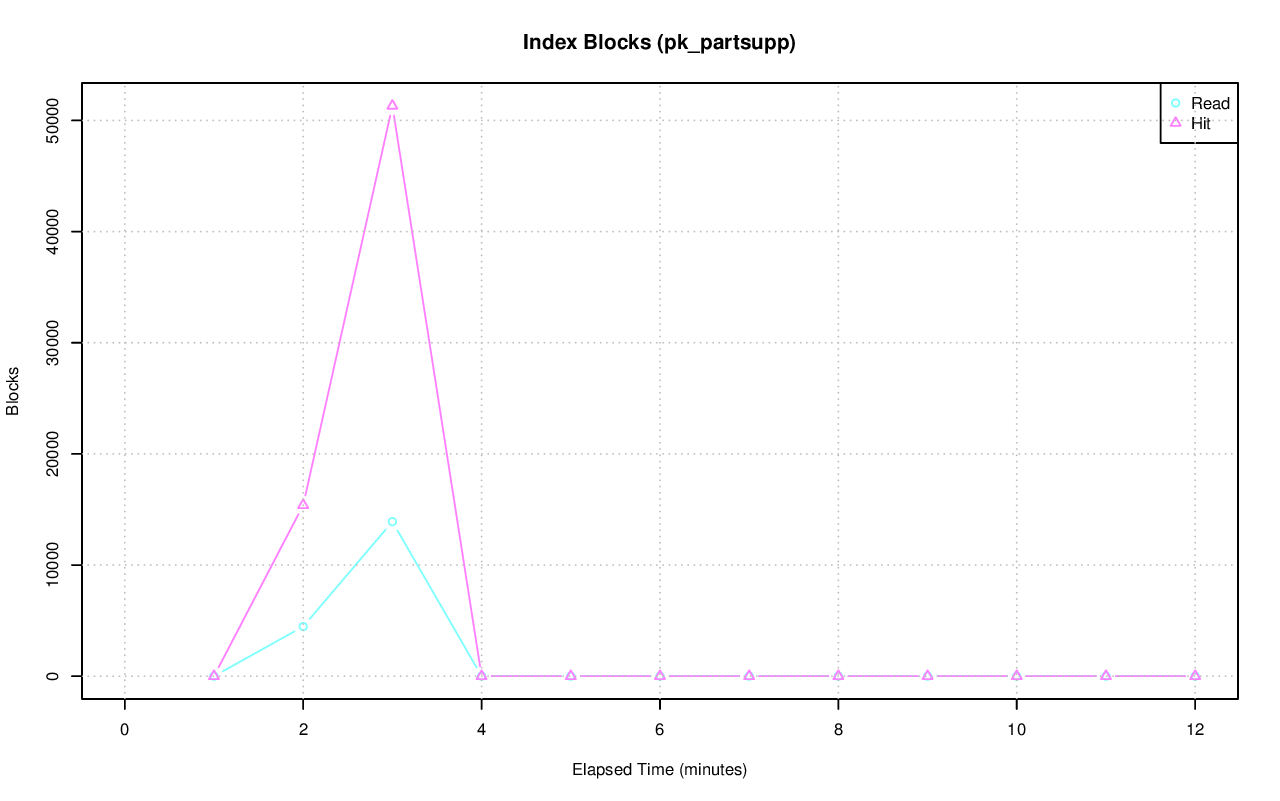 Index Blocks (pk_partsupp)
Read
Hit
50000
40000
30000
20000
10000
0
Blocks
0 2 4 6 8 10 12
Elapsed Time (minutes)